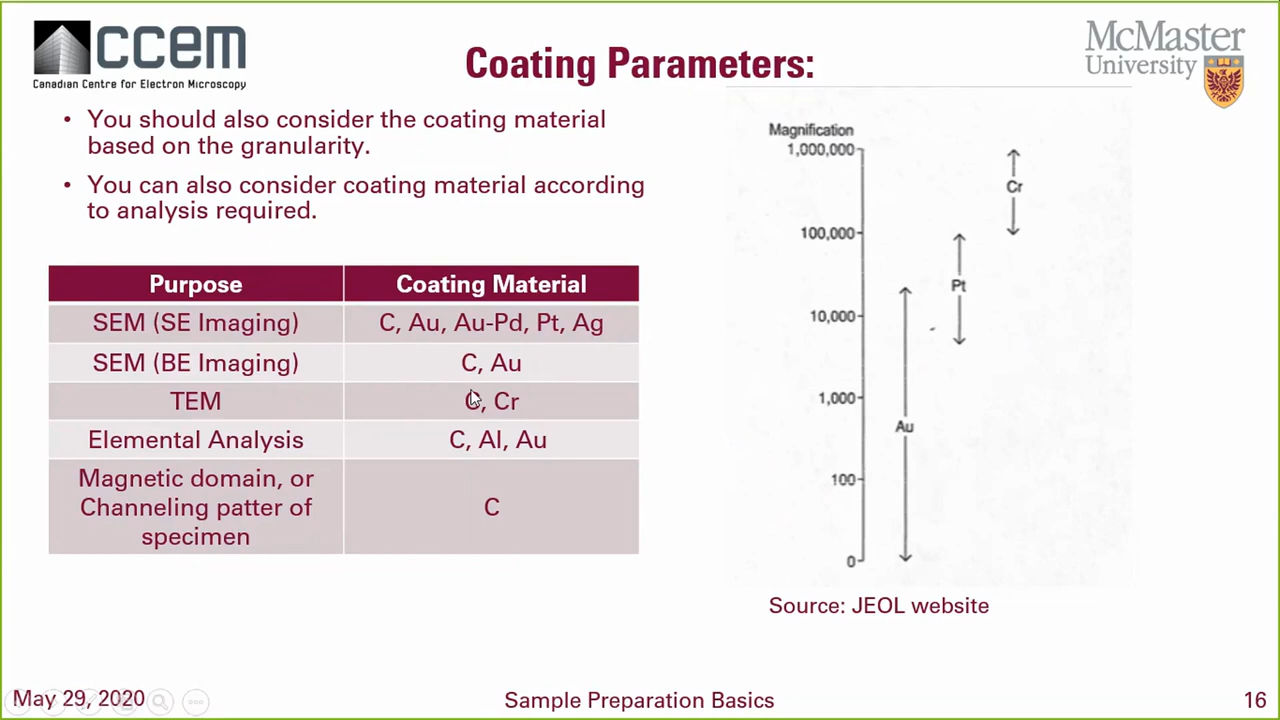 ccem
Canadian Centre for Electron Microscopy
Coating Parameters:
McMaster
University
• You should also consider the coating material
based on the granularity.
• You can also consider coating material according
to analysis required.
Purpose Coating Material
SEM (SE Imaging) C, Au, Au-Pd, Pt, Ag
SEM (BE Imaging) C, Au
TEM C, Cr
Elemental Analysis C, Al, Au
Magnetic domain, or
Channeling patter of
specimen
C
Magnification
1,000,000
Cr
100,000
Pt
10,000
1,000
Au
100
0
Source: JEOL website
May 29, 2020
Sample Preparation Basics
16